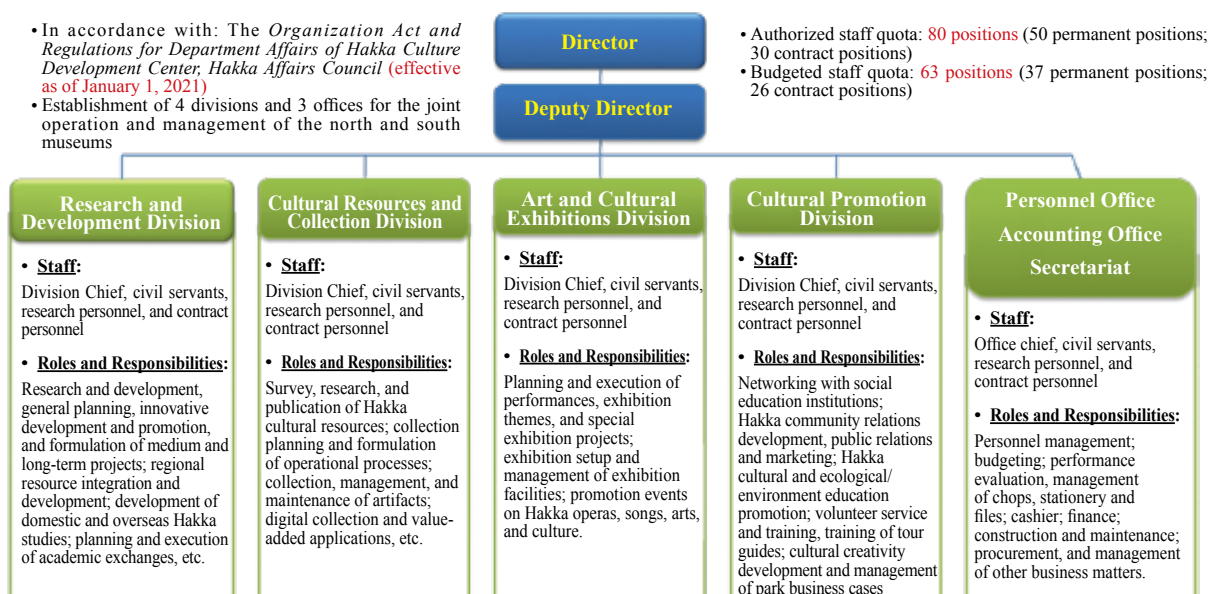 • In accordance with: The Organization Act and
Regulations for Department Affairs of Hakka Culture
Development Center, Hakka Affairs Council (effective
as of January 1, 2021)
• Establishment of 4 divisions and 3 offices for the joint
operation and management of the north and south
museums
Director
Deputy Director
• Authorized staff quota: 80 positions (50 permanent positions;
30 contract positions)
• Budgeted staff quota: 63 positions (37 permanent positions;
26 contract positions)
Research and
Development Division
• Staff:
Division Chief, civil servants,
research personnel, and contract
personnel
• Roles and Responsibilities:
Research and development,
general planning, innovative
development and promotion,
and formulation of medium and
long-term projects; regional
resource integration and
development; development of
domestic and overseas Hakka
studies; planning and execution
of academic exchanges, etc.
Cultural Resources and
Collection Division
• Staff:
Division Chief, civil servants,
research personnel, and
contract personnel
• Roles and Responsibilities:
Survey, research, and
publication of Hakka
cultural resources; collection
planning and formulation
of operational processes;
collection, management, and
maintenance of artifacts;
digital collection and value-
added applications, etc.
Art and Cultural
Exhibitions Division
• Staff:
Division Chief, civil servants,
research personnel, and
contract personnel
• Roles and Responsibilities:
Planning and execution of
performances, exhibition
themes, and special
exhibition projects;
exhibition setup and
management of exhibition
facilities; promotion events
on Hakka operas, songs, arts,
and culture.
Cultural Promotion
Division
• Staff:
Division Chief, civil servants,
research personnel, and
contract personnel
• Roles and Responsibilities:
Networking with social
education institutions;
Hakka community relations
development, public relations
and marketing; Hakka
cultural and ecological/
environment education
promotion; volunteer service
and training, training of tour
guides; cultural creativity
development and management
of park business cases
Personnel Office
Accounting Office
Secretariat
• Staff:
Office chief, civil servants,
research personnel, and
contract personnel
• Roles and Responsibilities:
Personnel management;
budgeting; performance
evaluation, management
of chops, stationery and
files; cashier; finance;
construction and maintenance;
procurement, and management
of other business matters.